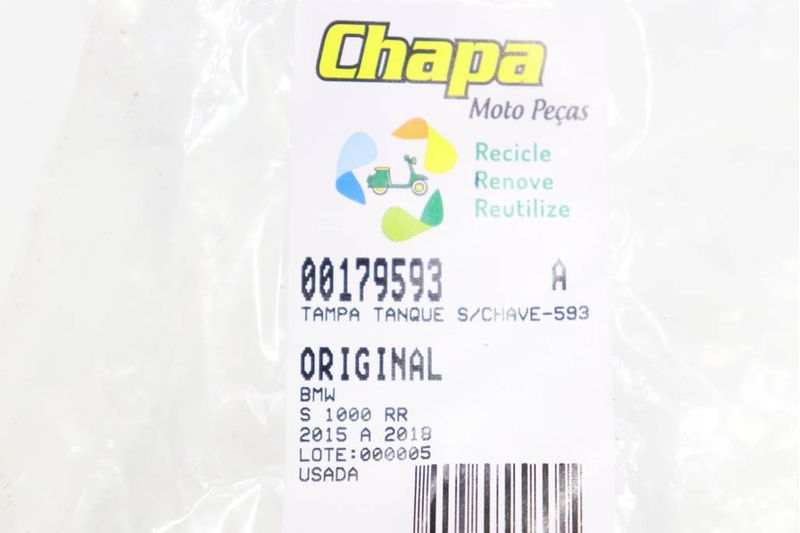 Chapa
Moto Peças
Recicle
Renove
Reutilize
00179593 A
TAMPA TANQUE S/CHAVE-593
ORIGINAL
BMW
S 1000 RR
2015 A 2018
LOTE:000005
USADA